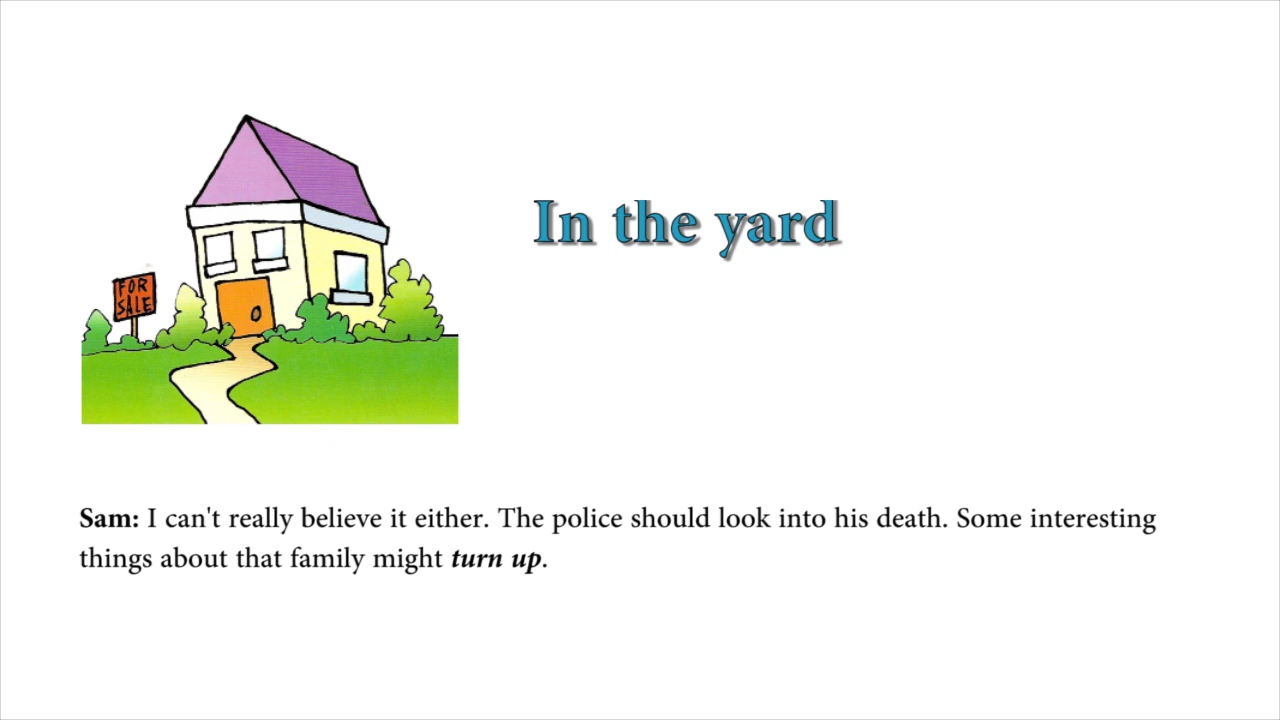 FOR
SALE
In the yard
Sam: I can't really believe it either. The police should look into his death. Some interesting
things about that family might turn up.